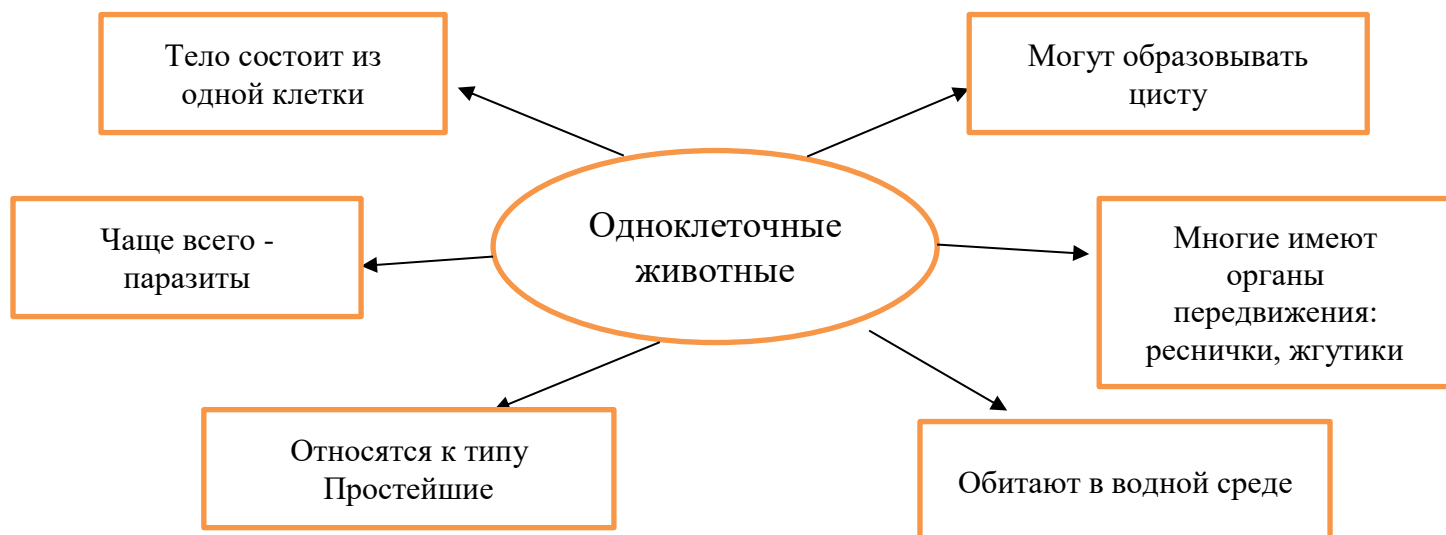 Тело состоит из
одной клетки
Могут образовывать
цисту
Чаще всего -
паразиты
Одноклеточные
животные
Многие имеют
органы
передвижения:
реснички, жгутики
Относятся к типу
Простейшие
Обитают в водной среде